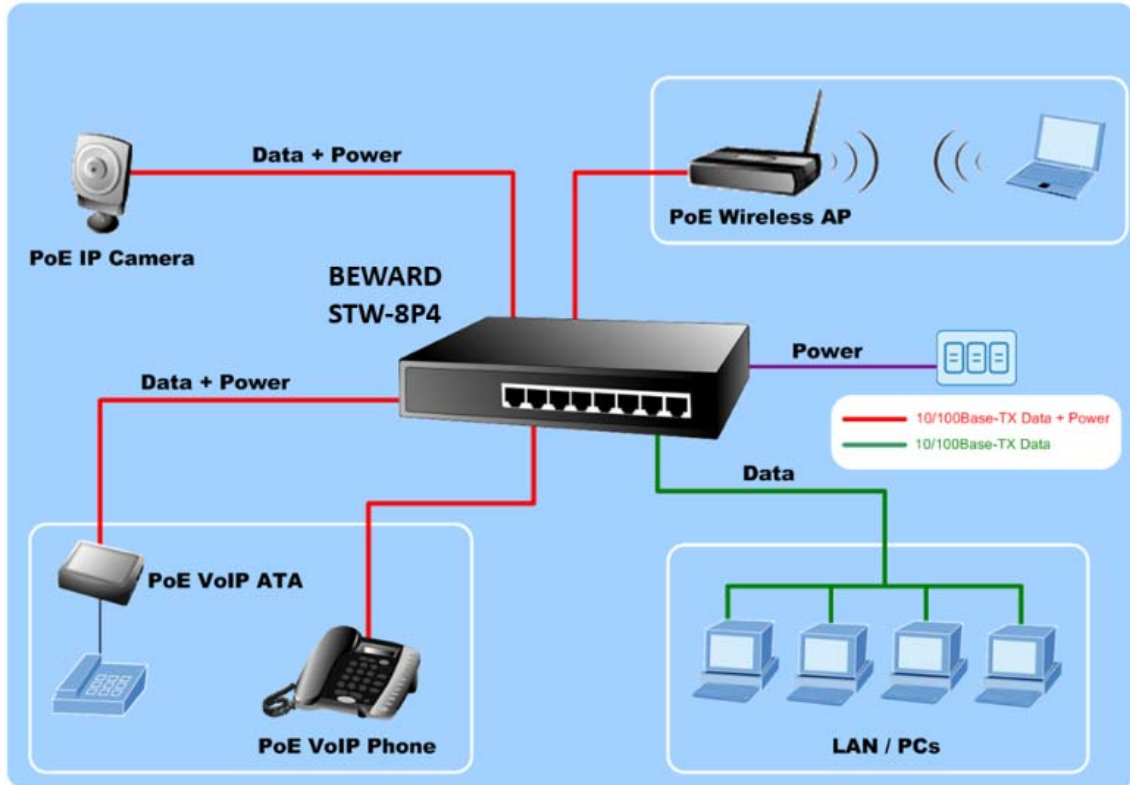 Data + Power
PoE IP Camera
PoE Wireless AP
BEWARD
STW-8P4
Power
10/100Base-TX Data + Power
10/100Base-TX Data
Data + Power
Data
PoE VoIP ATA
PoE VoIP Phone
LAN / PCs